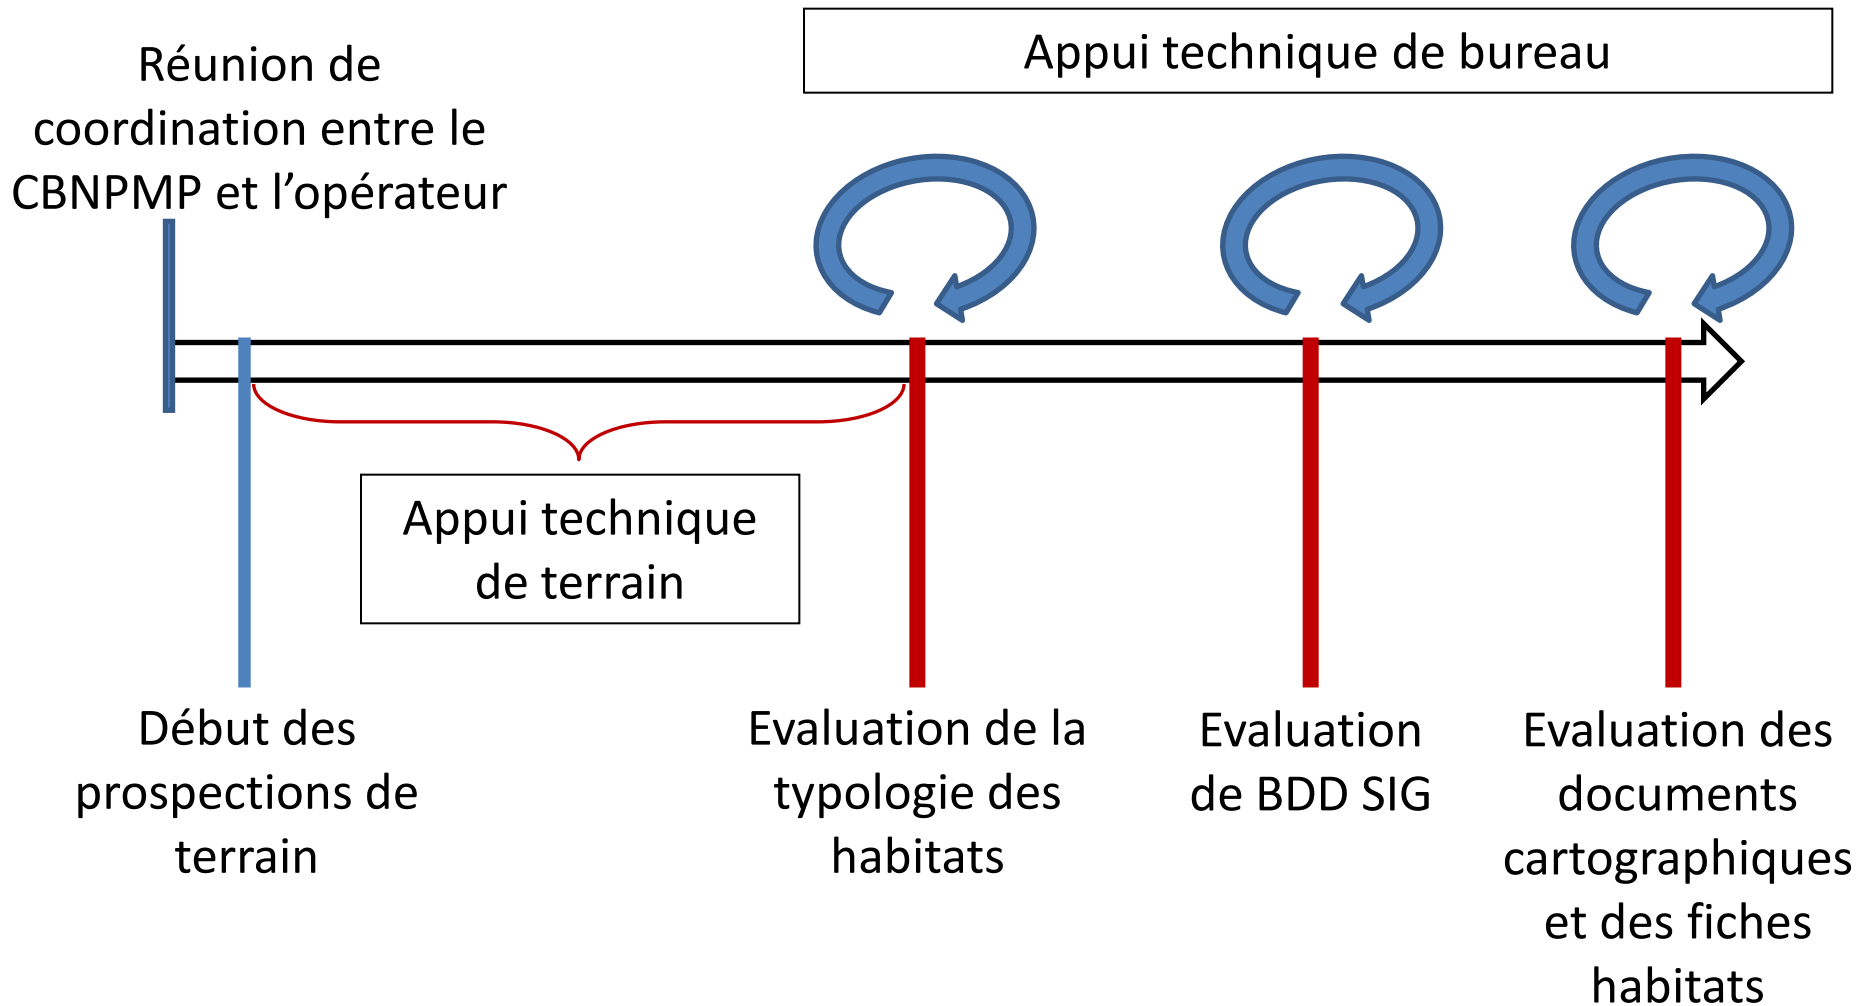 Réunion de
coordination entre le
CBNPMP et l’opérateur
Appui technique de bureau
Appui technique
de terrain
Début des
prospections de
terrain
Evaluation de la
typologie des
habitats
Evaluation
de BDD SIG
Evaluation des
documents
cartographiques
et des fiches
habitats